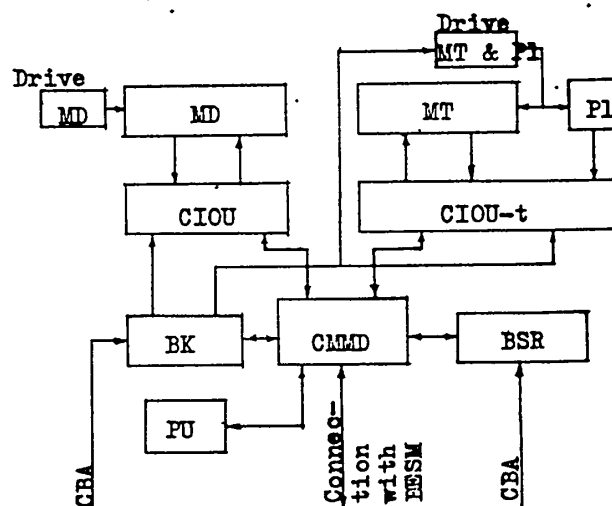 Drive
MT & Pl
Drive
MD
MD
MT
Pl
CIOU
CIOU-t
BK
CMMD
BSR
PU
CBA
Connec-
tion
with
BESM
CBA